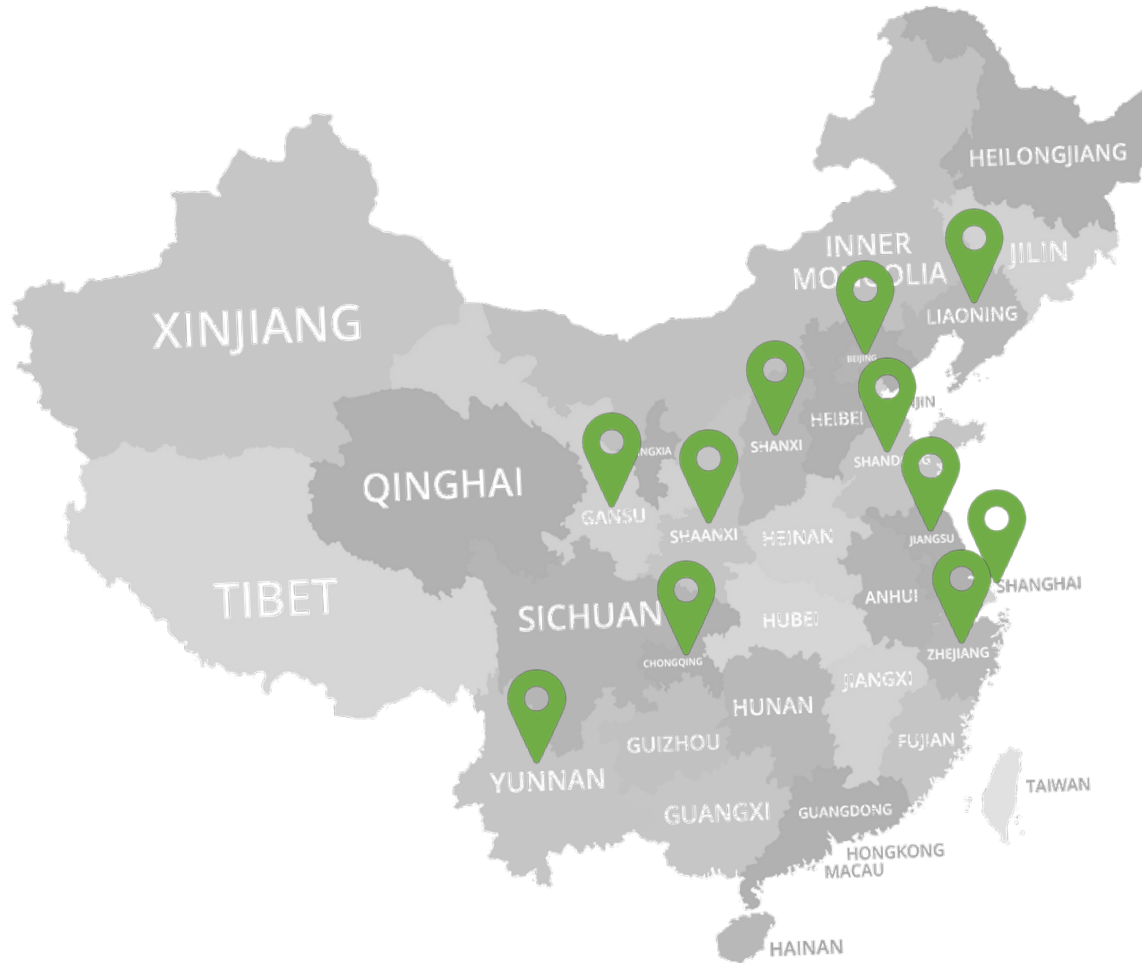 HEILONGJIANG
INNER
MONGOLIA
JILIN
XINJIANG
LIAONING
BEIJING
HEIBEI
SHANXI
SHANDONG
QINGHAI
GANSU
SHAANXI
HEINAN
JIANGSU
TIBET
SICHUAN
HUBEI
ANHUI
SHANGHAI
CHONGQING
ZHEJIANG
JIANGXI
HUNAN
GUIZHOU
FUJIAN
YUNNAN
GUANGXI
GUANGDONG
TAIWAN
HONGKONG
MACAU
HAINAN